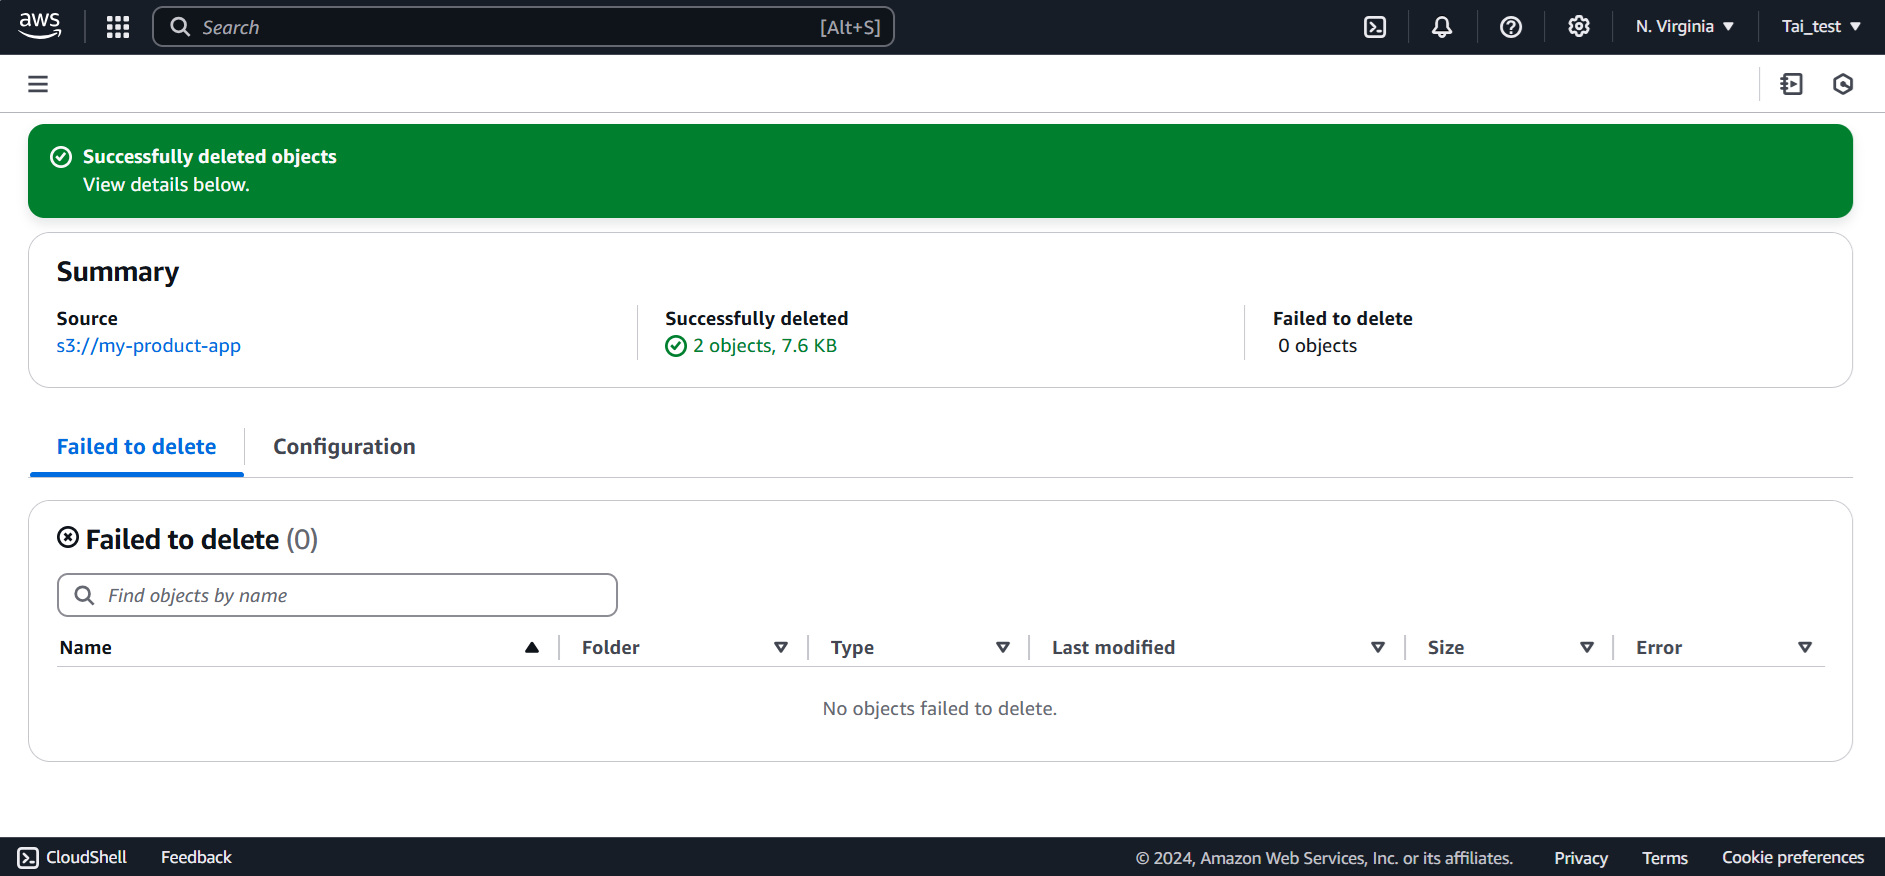 aws
Search [Alt+S]
N. Virginia
Tai_test
Successfully deleted objects
View details below.
Summary
Source
s3://my-product-app
Successfully deleted
2 objects, 7.6 KB
Failed to delete
0 objects
Failed to delete
Configuration
Failed to delete (0)
Find objects by name
Name Folder Type Last modified Size Error
No objects failed to delete.
CloudShell Feedback © 2024, Amazon Web Services, Inc. or its affiliates. Privacy Terms Cookie preferences